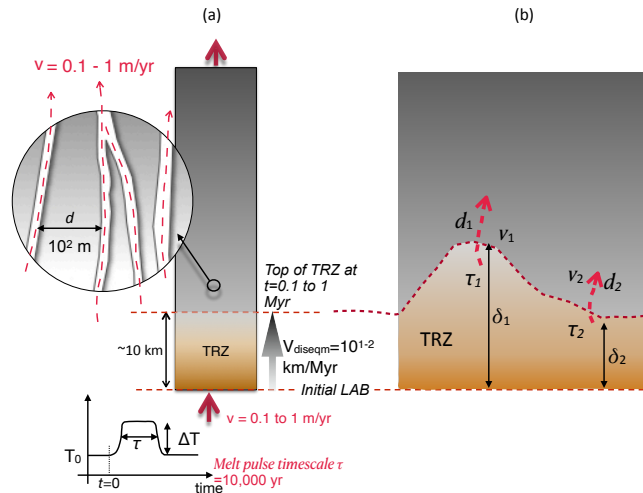 (a)
(b)
v = 0.1 - 1 m/yr
d
10² m
Top of TRZ at
t=0.1 to 1
Myr
~10 km
TRZ
V_diseqm=10¹⁻²
km/Myr
Initial LAB
v = 0.1 to 1 m/yr
T₀
τ
ΔT
t=0
time
Melt pulse timescale τ
=10,000 yr
d₁
v₁
τ₁
δ₁
v₂
d₂
τ₂
δ₂
TRZ